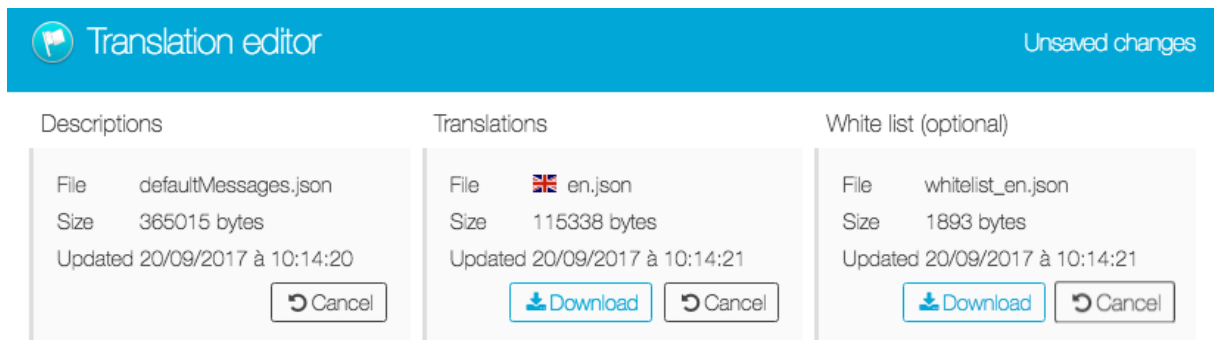 Translation editor
Unsaved changes
Descriptions
File defaultMessages.json
Size 365015 bytes
Updated 20/09/2017 à 10:14:20
Cancel
Translations
File en.json
Size 115338 bytes
Updated 20/09/2017 à 10:14:21
Download Cancel
White list (optional)
File whitelist_en.json
Size 1893 bytes
Updated 20/09/2017 à 10:14:21
Download Cancel